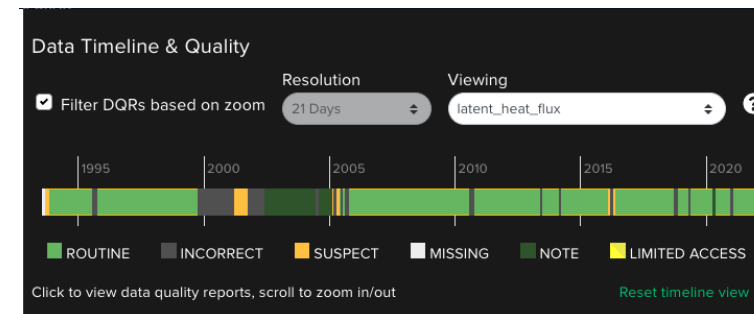 Data Timeline & Quality
Resolution
Viewing
Filter DQRs based on zoom
21 Days
latent_heat_flux
?
1995
2000
2005
2010
2015
2020
ROUTINE
INCORRECT
SUSPECT
MISSING
NOTE
LIMITED ACCESS
Click to view data quality reports, scroll to zoom in/out
Reset timeline view